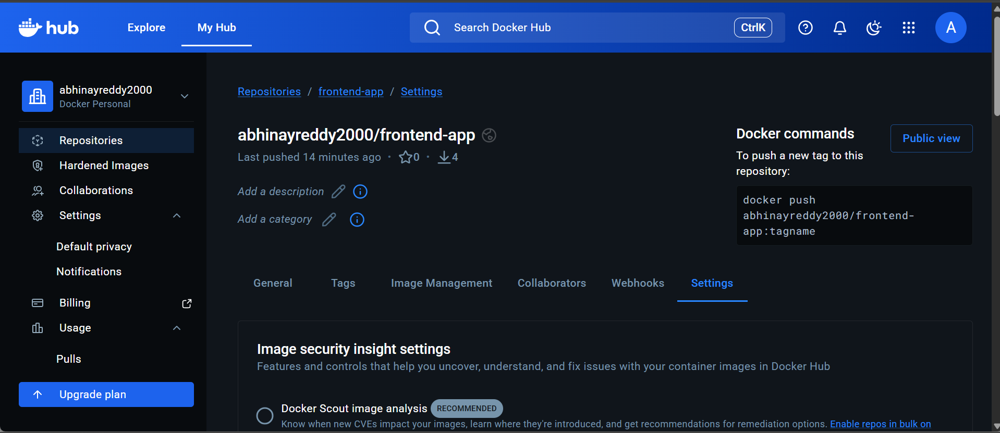 hub
Explore
My Hub
Search Docker Hub
CtrlK
A
abhinayreddy2000
Docker Personal
Repositories
Hardened Images
Collaborations
Settings
Default privacy
Notifications
Billing
Usage
Pulls
Upgrade plan
Repositories / frontend-app / Settings
abhinayreddy2000/frontend-app
Last pushed 14 minutes ago • 0 • 4
Add a description
Add a category
Docker commands
Public view
To push a new tag to this
repository:
docker push
abhinayreddy2000/frontend-
app:tagname
General
Tags
Image Management
Collaborators
Webhooks
Settings
Image security insight settings
Features and controls that help you uncover, understand, and fix issues with your container images in Docker Hub
Docker Scout image analysis RECOMMENDED
Know when new CVEs impact your images, learn where they're introduced, and get recommendations for remediation options. Enable repos in bulk on